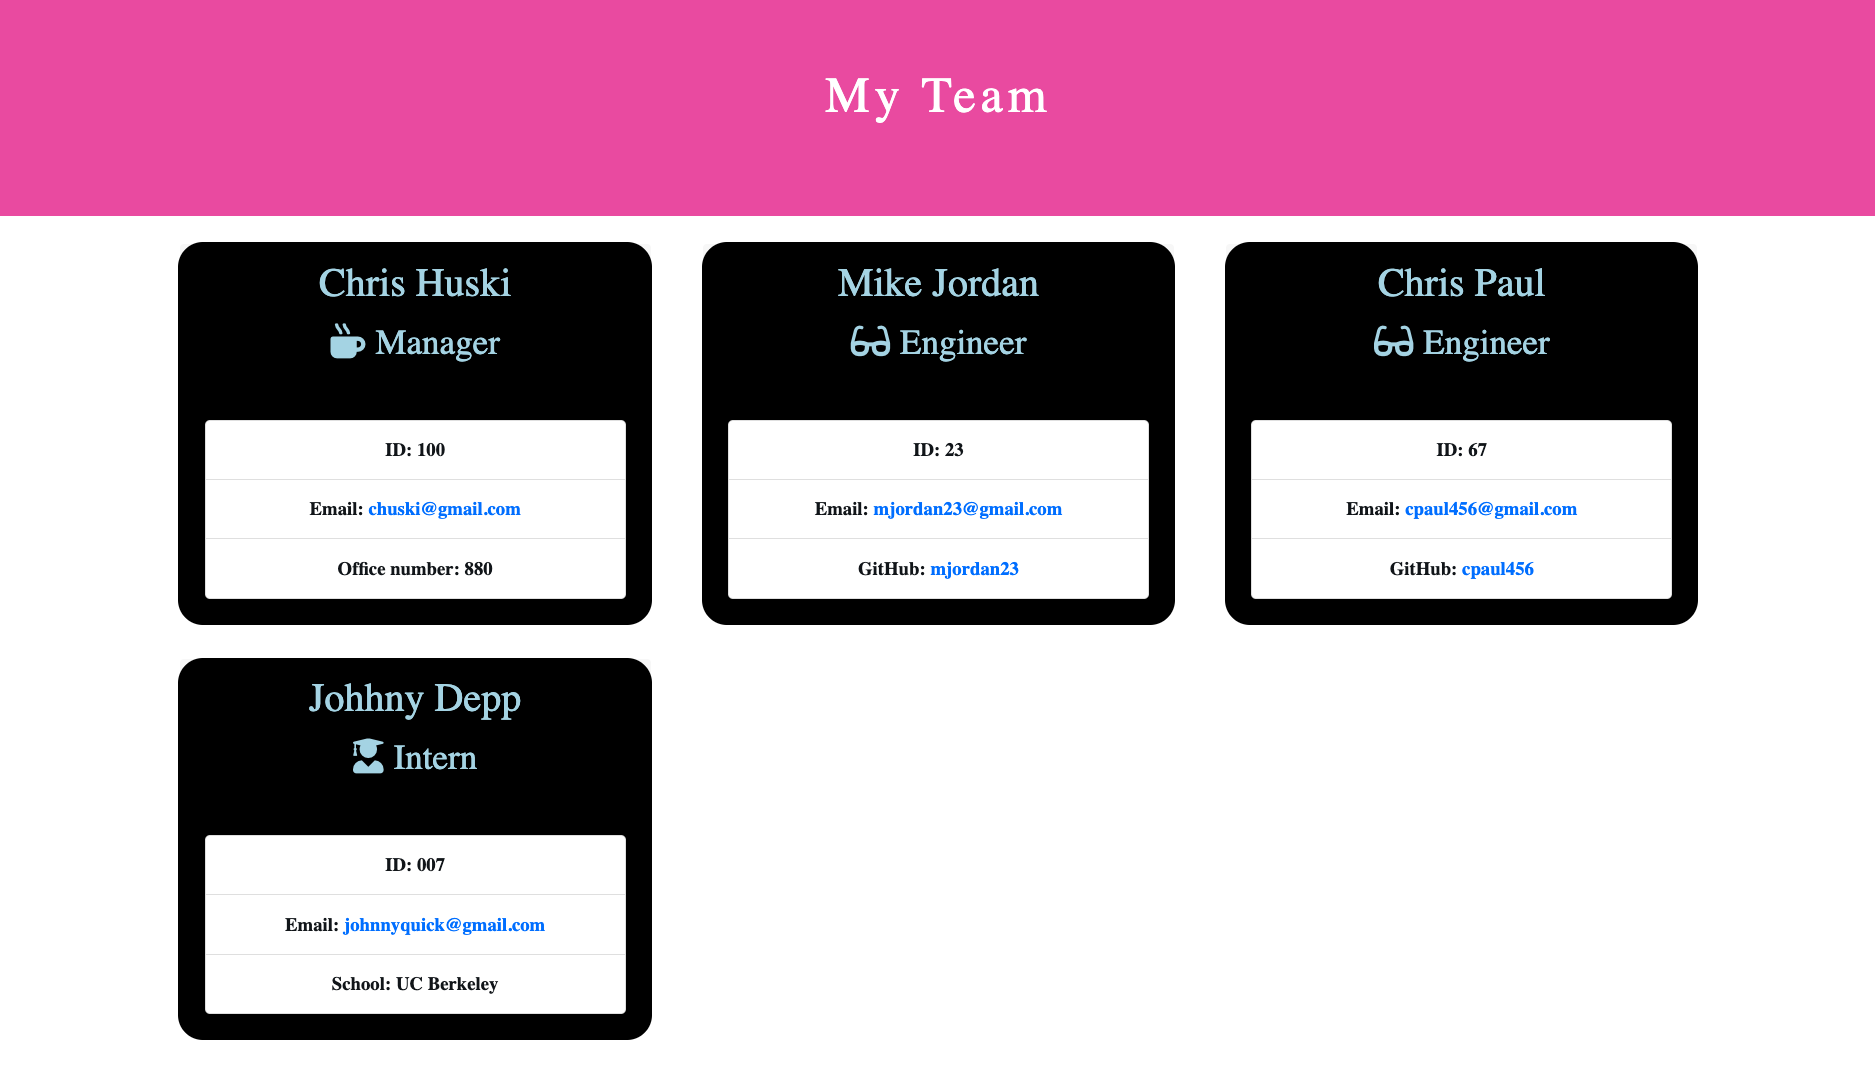 My Team
Chris Huski
Manager
ID: 100
Email: chuski@gmail.com
Office number: 880
Mike Jordan
Engineer
ID: 23
Email: mjordan23@gmail.com
GitHub: mjordan23
Chris Paul
Engineer
ID: 67
Email: cpaul456@gmail.com
GitHub: cpaul456
Johhny Depp
Intern
ID: 007
Email: johnnyquick@gmail.com
School: UC Berkeley